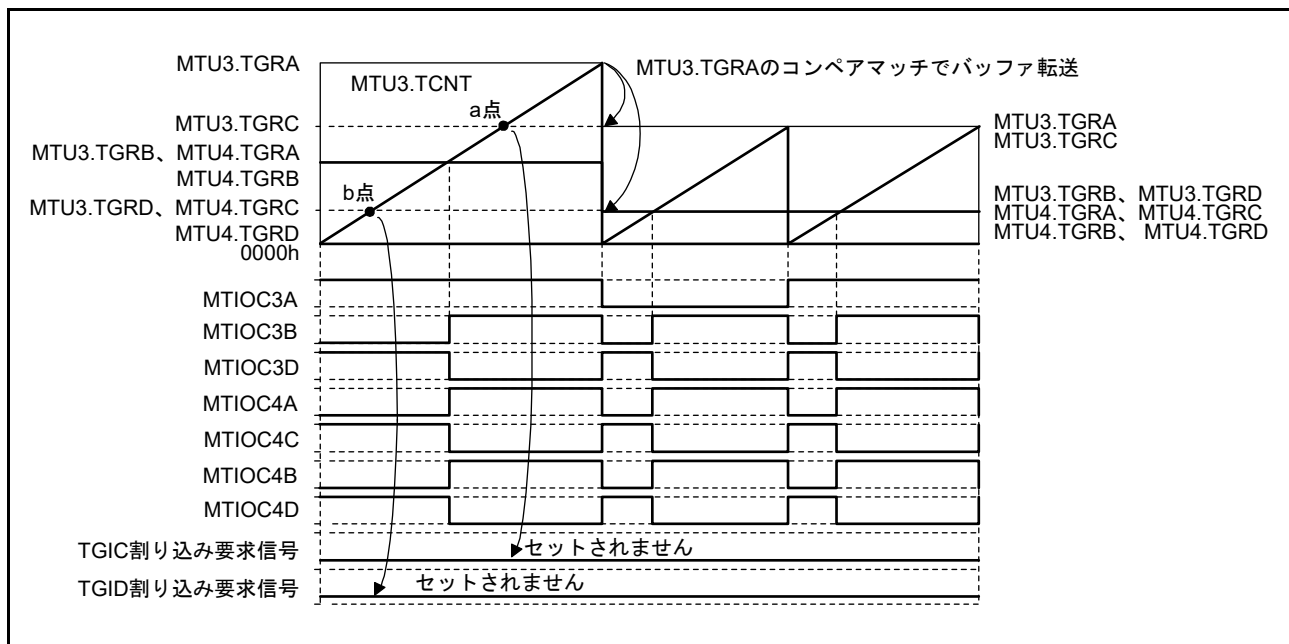 MTU3.TGRA
MTU3.TCNT
MTU3.TGRAのコンペアマッチでバッファ転送
a点
MTU3.TGRC
MTU3.TGRB、MTU4.TGRA
MTU4.TGRB
b点
MTU3.TGRD、MTU4.TGRC
MTU4.TGRD
0000h
MTU3.TGRA
MTU3.TGRC
MTU3.TGRB、MTU3.TGRD
MTU4.TGRA、MTU4.TGRC
MTU4.TGRB、 MTU4.TGRD
MTIOC3A
MTIOC3B
MTIOC3D
MTIOC4A
MTIOC4C
MTIOC4B
MTIOC4D
TGIC割り込み要求信号
セットされません
TGID割り込み要求信号
セットされません